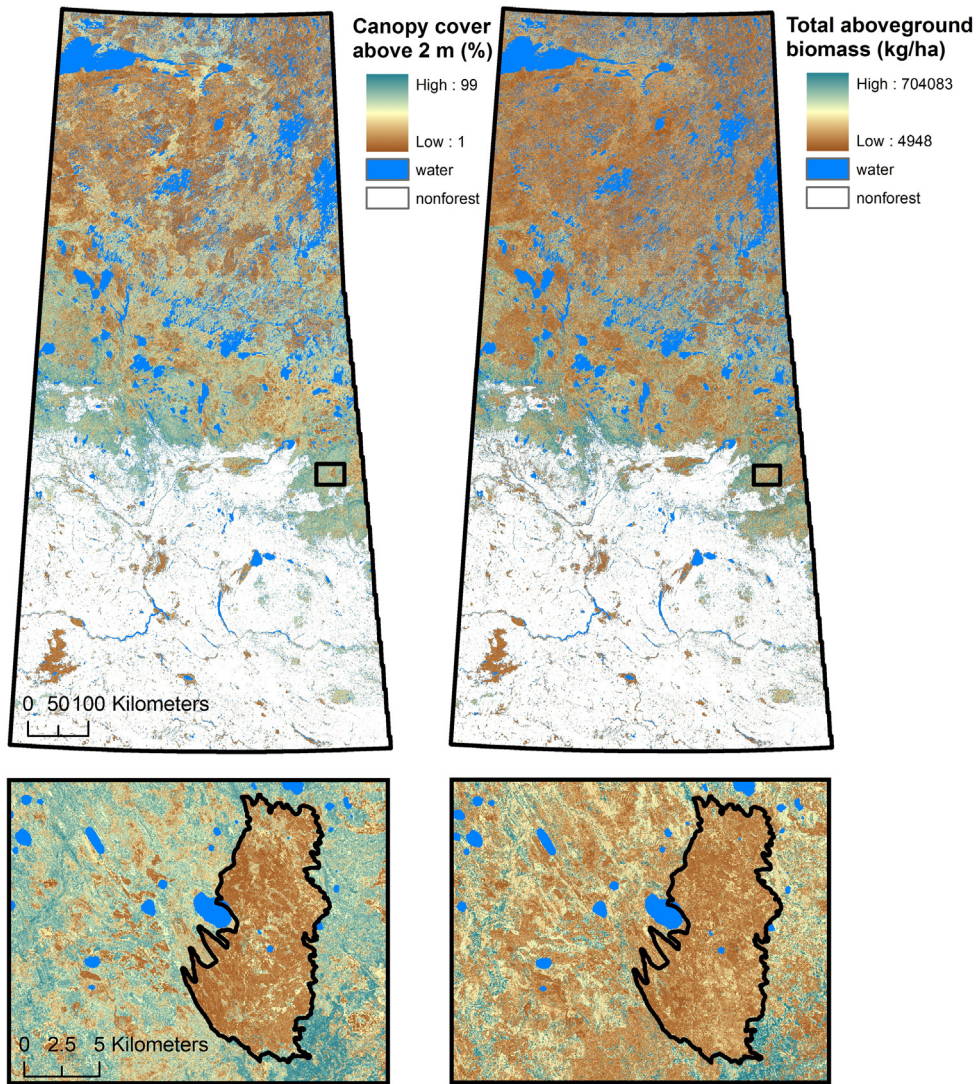 Canopy cover
above 2 m (%)
High : 99
Low : 1
water
nonforest
Total aboveground
biomass (kg/ha)
High : 704083
Low : 4948
water
nonforest
0 50100 Kilometers
0 2.5 5 Kilometers